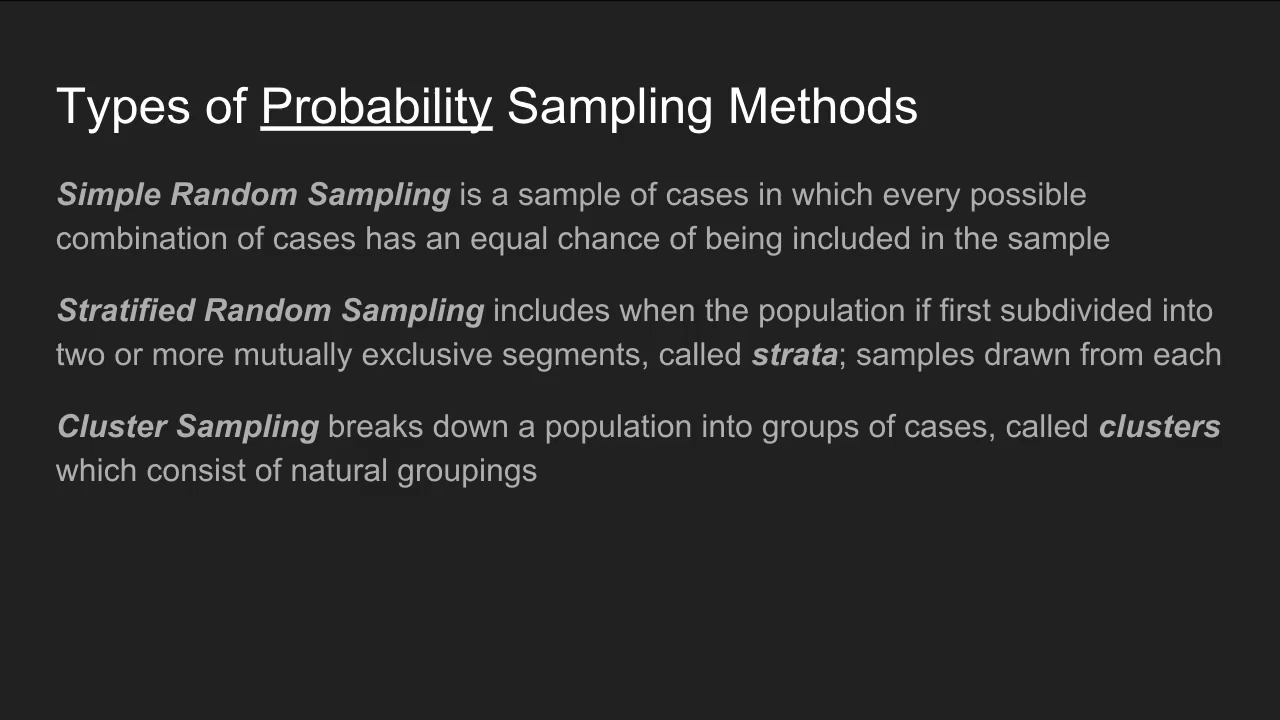 Types of Probability Sampling Methods
Simple Random Sampling is a sample of cases in which every possible
combination of cases has an equal chance of being included in the sample
Stratified Random Sampling includes when the population if first subdivided into
two or more mutually exclusive segments, called strata; samples drawn from each
Cluster Sampling breaks down a population into groups of cases, called clusters
which consist of natural groupings